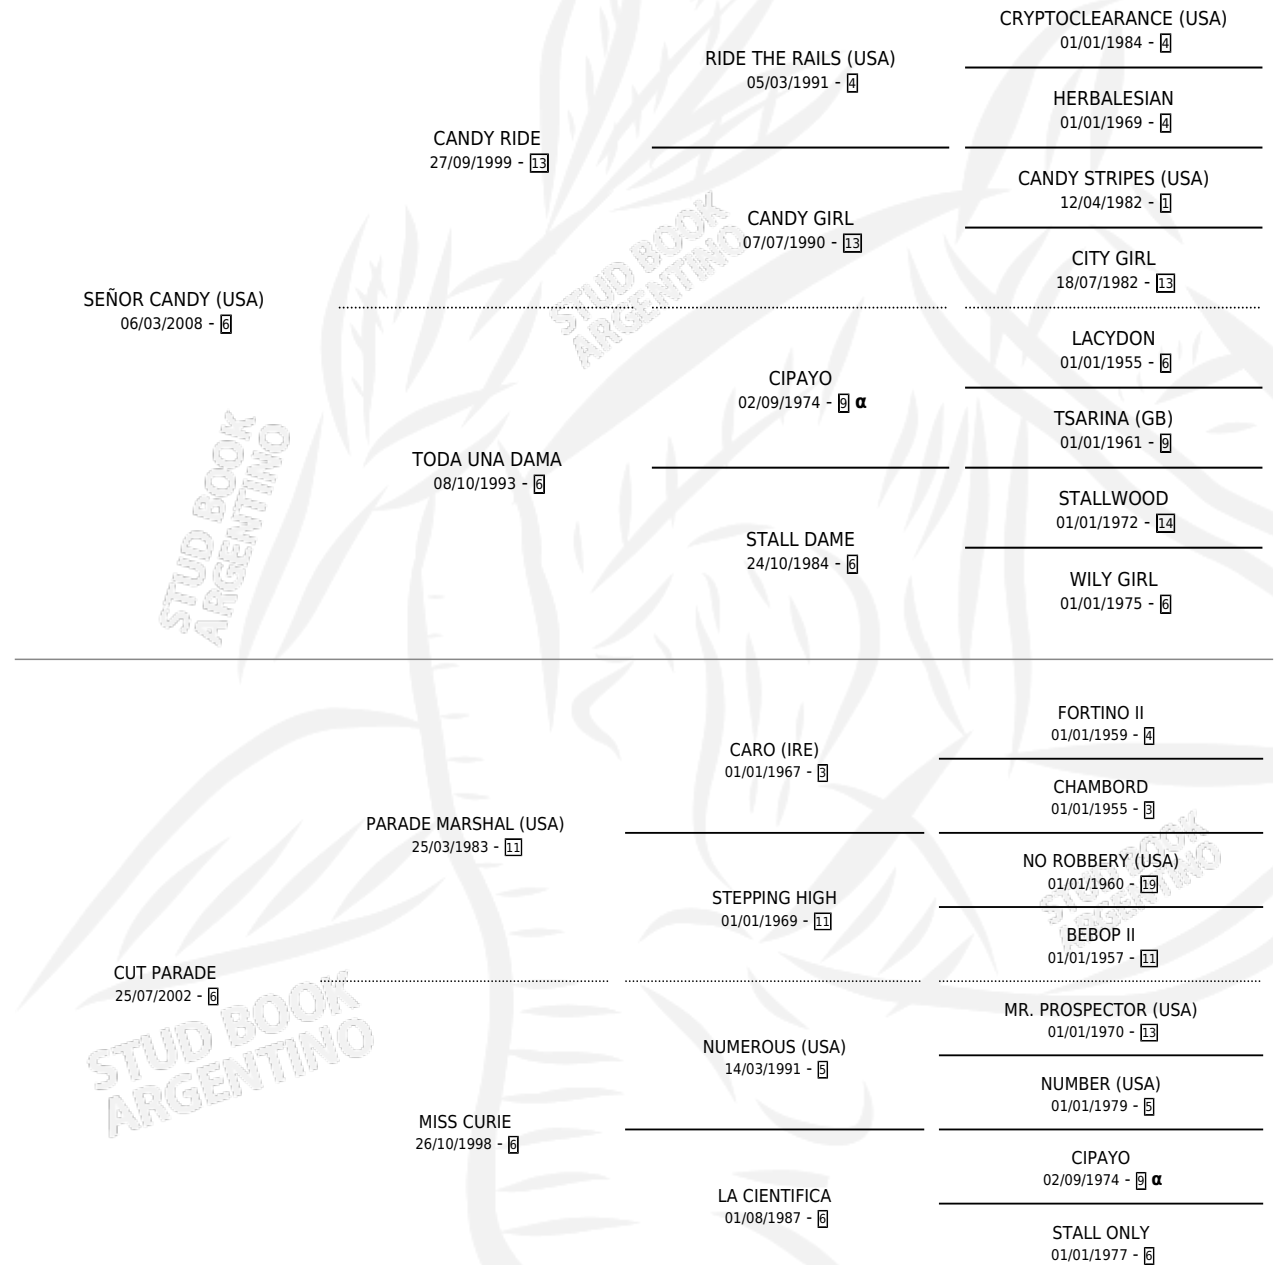 CRYPTOCLEARANCE (USA)
01/01/1984 - 4
RIDE THE RAILS (USA)
05/03/1991 - 4
HERBALESIAN
01/01/1969 - 4
CANDY RIDE
27/09/1999 - 13
CANDY STRIPES (USA)
12/04/1982 - 1
CANDY GIRL
07/07/1990 - 13
CITY GIRL
18/07/1982 - 13
SEÑOR CANDY (USA)
06/03/2008 - 6
LACYDON
01/01/1955 - 6
CIPAYO
02/09/1974 - 9 α
TSARINA (GB)
01/01/1961 - 9
TODA UNA DAMA
08/10/1993 - 6
STALLWOOD
01/01/1972 - 14
STALL DAME
24/10/1984 - 6
WILY GIRL
01/01/1975 - 6
STUD BOOK
ARGENTINO
STUD BOOK
ARGENTINO
FORTINO II
01/01/1959 - 4
CARO (IRE)
01/01/1967 - 3
CHAMBORD
01/01/1955 - 3
PARADE MARSHAL (USA)
25/03/1983 - 11
NO ROBBERY (USA)
01/01/1960 - 19
STEPPING HIGH
01/01/1969 - 11
BEBOP II
01/01/1957 - 11
CUT PARADE
25/07/2002 - 6
MR. PROSPECTOR (USA)
01/01/1970 - 13
NUMEROUS (USA)
14/03/1991 - 5
NUMBER (USA)
01/01/1979 - 5
MISS CURIE
26/10/1998 - 6
CIPAYO
02/09/1974 - 9 α
LA CIENTIFICA
01/08/1987 - 6
STALL ONLY
01/01/1977 - 6
STUD BOOK
ARGENTINO
STUD BOOK
ARGENTINO